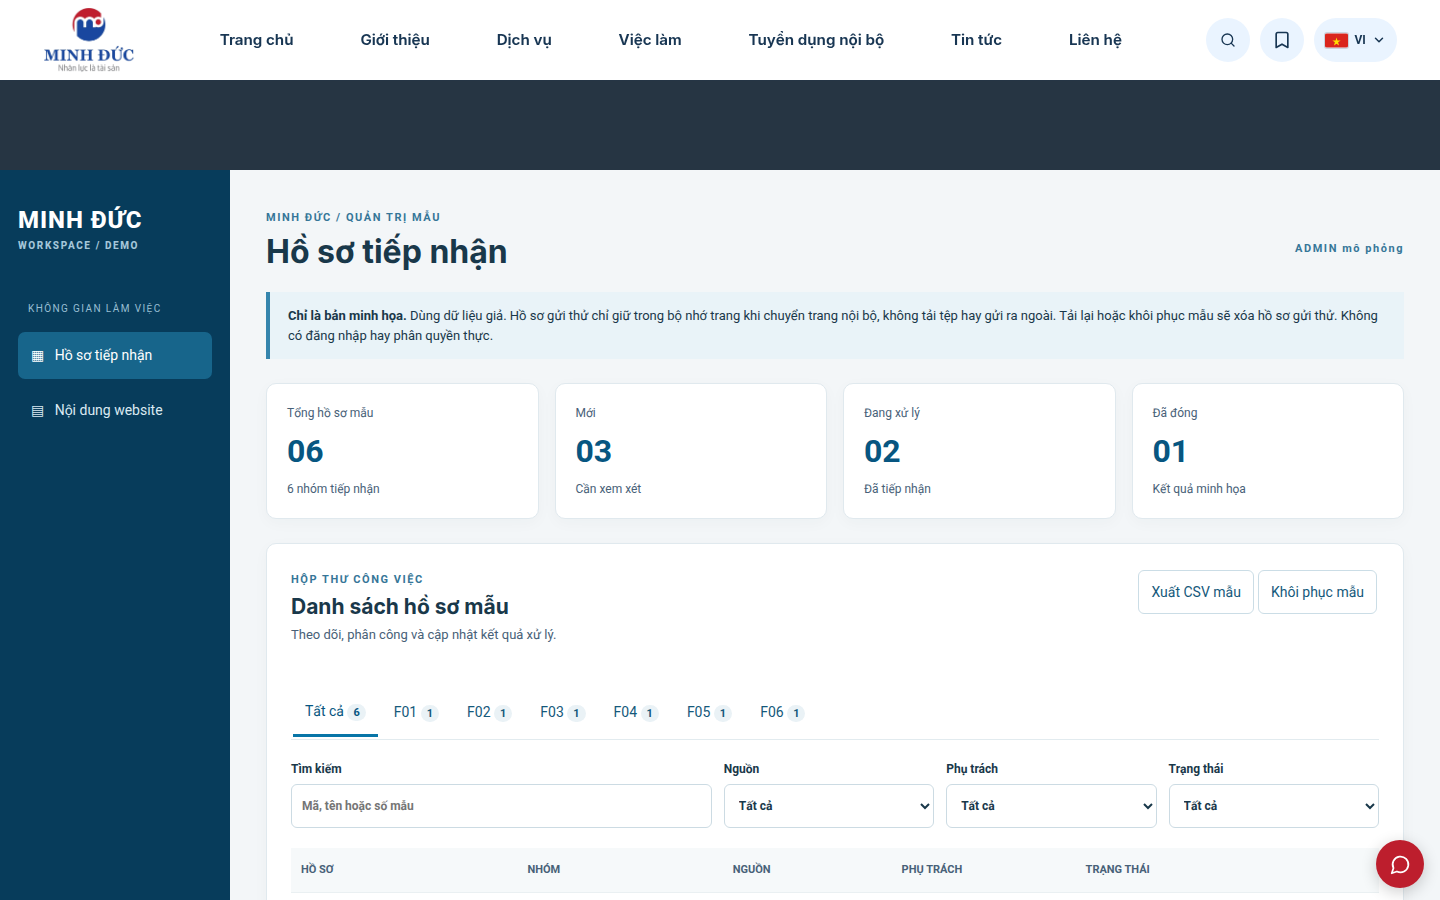 MINH ĐỨC
Nhân lực là tài sản
Trang chủ
Giới thiệu
Dịch vụ
Việc làm
Tuyển dụng nội bộ
Tin tức
Liên hệ
VI
MINH ĐỨC
WORKSPACE / DEMO
KHÔNG GIAN LÀM VIỆC
Hồ sơ tiếp nhận
Nội dung website
MINH ĐỨC / QUẢN TRỊ MẪU
Hồ sơ tiếp nhận
ADMIN mô phỏng
Chỉ là bản minh họa. Dùng dữ liệu giả. Hồ sơ gửi thử chỉ giữ trong bộ nhớ trang khi chuyển trang nội bộ, không tải tệp hay gửi ra ngoài. Tải lại hoặc khôi phục mẫu sẽ xóa hồ sơ gửi thử. Không
có đăng nhập hay phân quyền thực.
Tổng hồ sơ mẫu
06
6 nhóm tiếp nhận
Mới
03
Cần xem xét
Đang xử lý
02
Đã tiếp nhận
Đã đóng
01
Kết quả minh họa
HỘP THƯ CÔNG VIỆC
Danh sách hồ sơ mẫu
Theo dõi, phân công và cập nhật kết quả xử lý.
Xuất CSV mẫu
Khôi phục mẫu
Tất cả 6
F01 1
F02 1
F03 1
F04 1
F05 1
F06 1
Tìm kiếm
Nguồn
Phụ trách
Trạng thái
Mã, tên hoặc số mẫu
Tất cả
Tất cả
Tất cả
HỒ SƠ
NHÓM
NGUỒN
PHỤ TRÁCH
TRẠNG THÁI